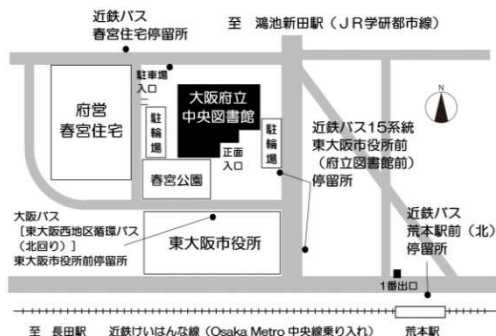 近鉄バス
春宮住宅停留所
至 鴻池新田駅（ＪＲ学研都市線）
駐車場
入口
大阪府立
中央図書館
府営
春宮住宅
駐輪場
駐輪場
正面
入口
春宮公園
N
近鉄バス15系統
東大阪市役所前
（府立図書館前）
停留所
大阪バス
［東大阪西地区循環バス
（北回り）］
東大阪市役所前停留所
東大阪市役所
近鉄バス
荒本駅前（北）
停留所
1番出口
至 長田駅 近鉄けいはんな線（Osaka Metro 中央線乗り入れ） 荒本駅